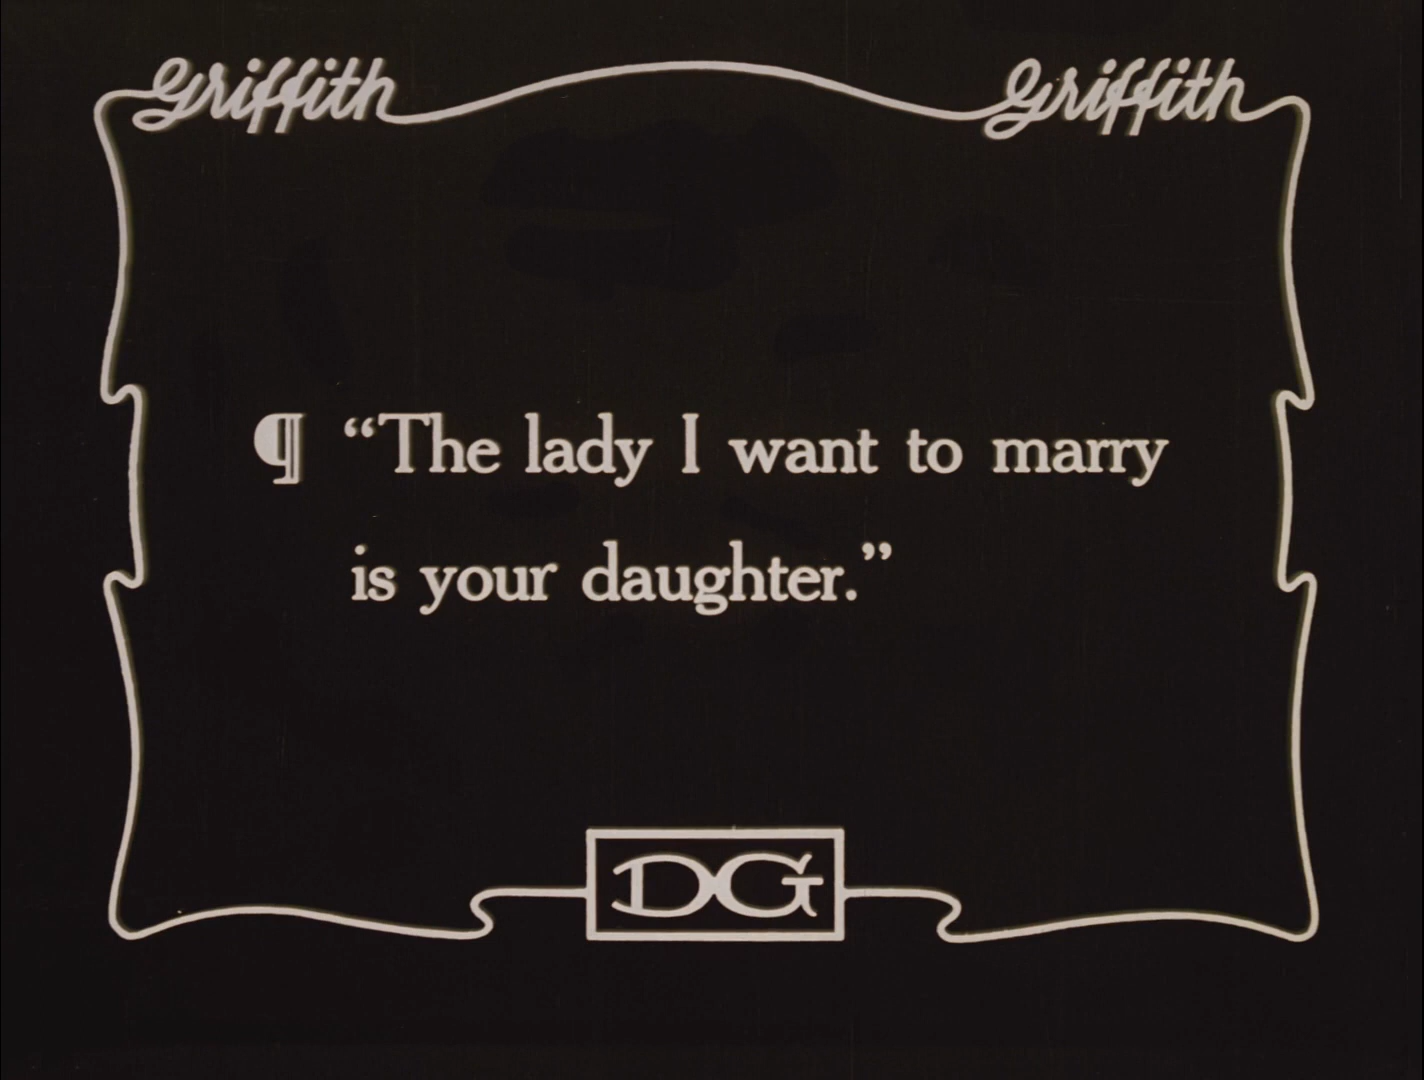 Griffith Griffith
¶ “The lady I want to marry
is your daughter.”
DG